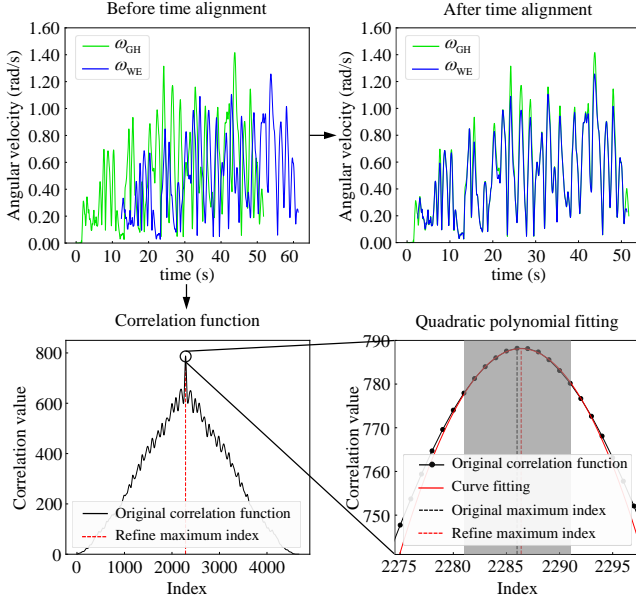 Before time alignment
Angular velocity (rad/s)
1.60
1.40
1.20
1.00
0.80
0.60
0.40
0.20
0.00
ω_GH
ω_WE
0 10 20 30 40 50 60
time (s)
After time alignment
Angular velocity (rad/s)
1.60
1.40
1.20
1.00
0.80
0.60
0.40
0.20
0.00
ω_GH
ω_WE
0 10 20 30 40 50
time (s)
Correlation function
Correlation value
800
600
400
200
0
Original correlation function
Refine maximum index
0 1000 2000 3000 4000
Index
Quadratic polynomial fitting
Correlation value
790
780
770
760
750
Original correlation function
Curve fitting
Original maximum index
Refine maximum index
2275 2280 2285 2290 2295
Index